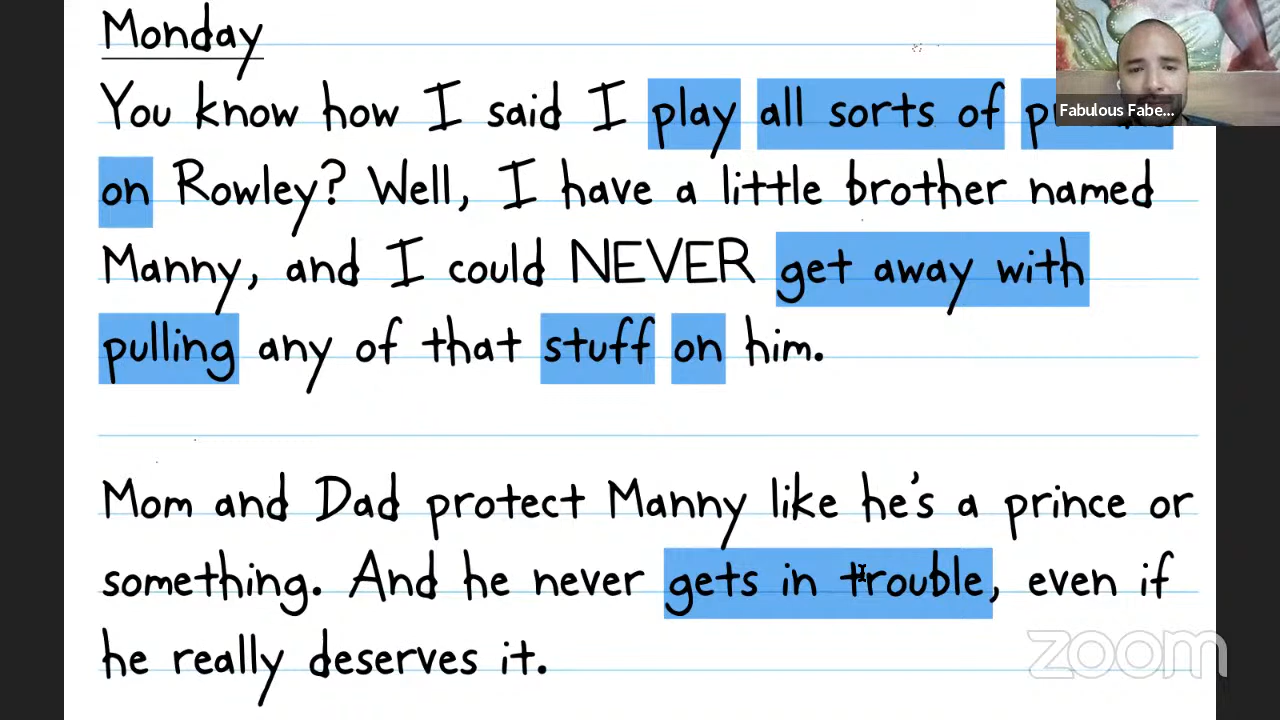 Monday
You know how I said I play all sorts of
on Rowley? Well, I have a little brother named
Manny, and I could NEVER get away with
pulling any of that stuff on him.
Mom and Dad protect Manny like he's a prince or
something. And he never gets in trouble, even if
he really deserves it.
Fabulous Fabe...
zoom